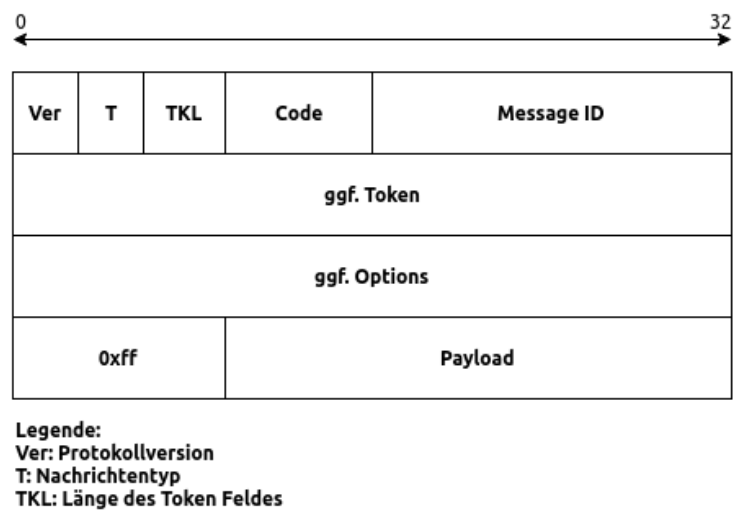 0 32
Ver T TKL Code Message ID
ggf. Token
ggf. Options
0xff Payload
Legende:
Ver: Protokollversion
T: Nachrichtentyp
TKL: Länge des Token Feldes